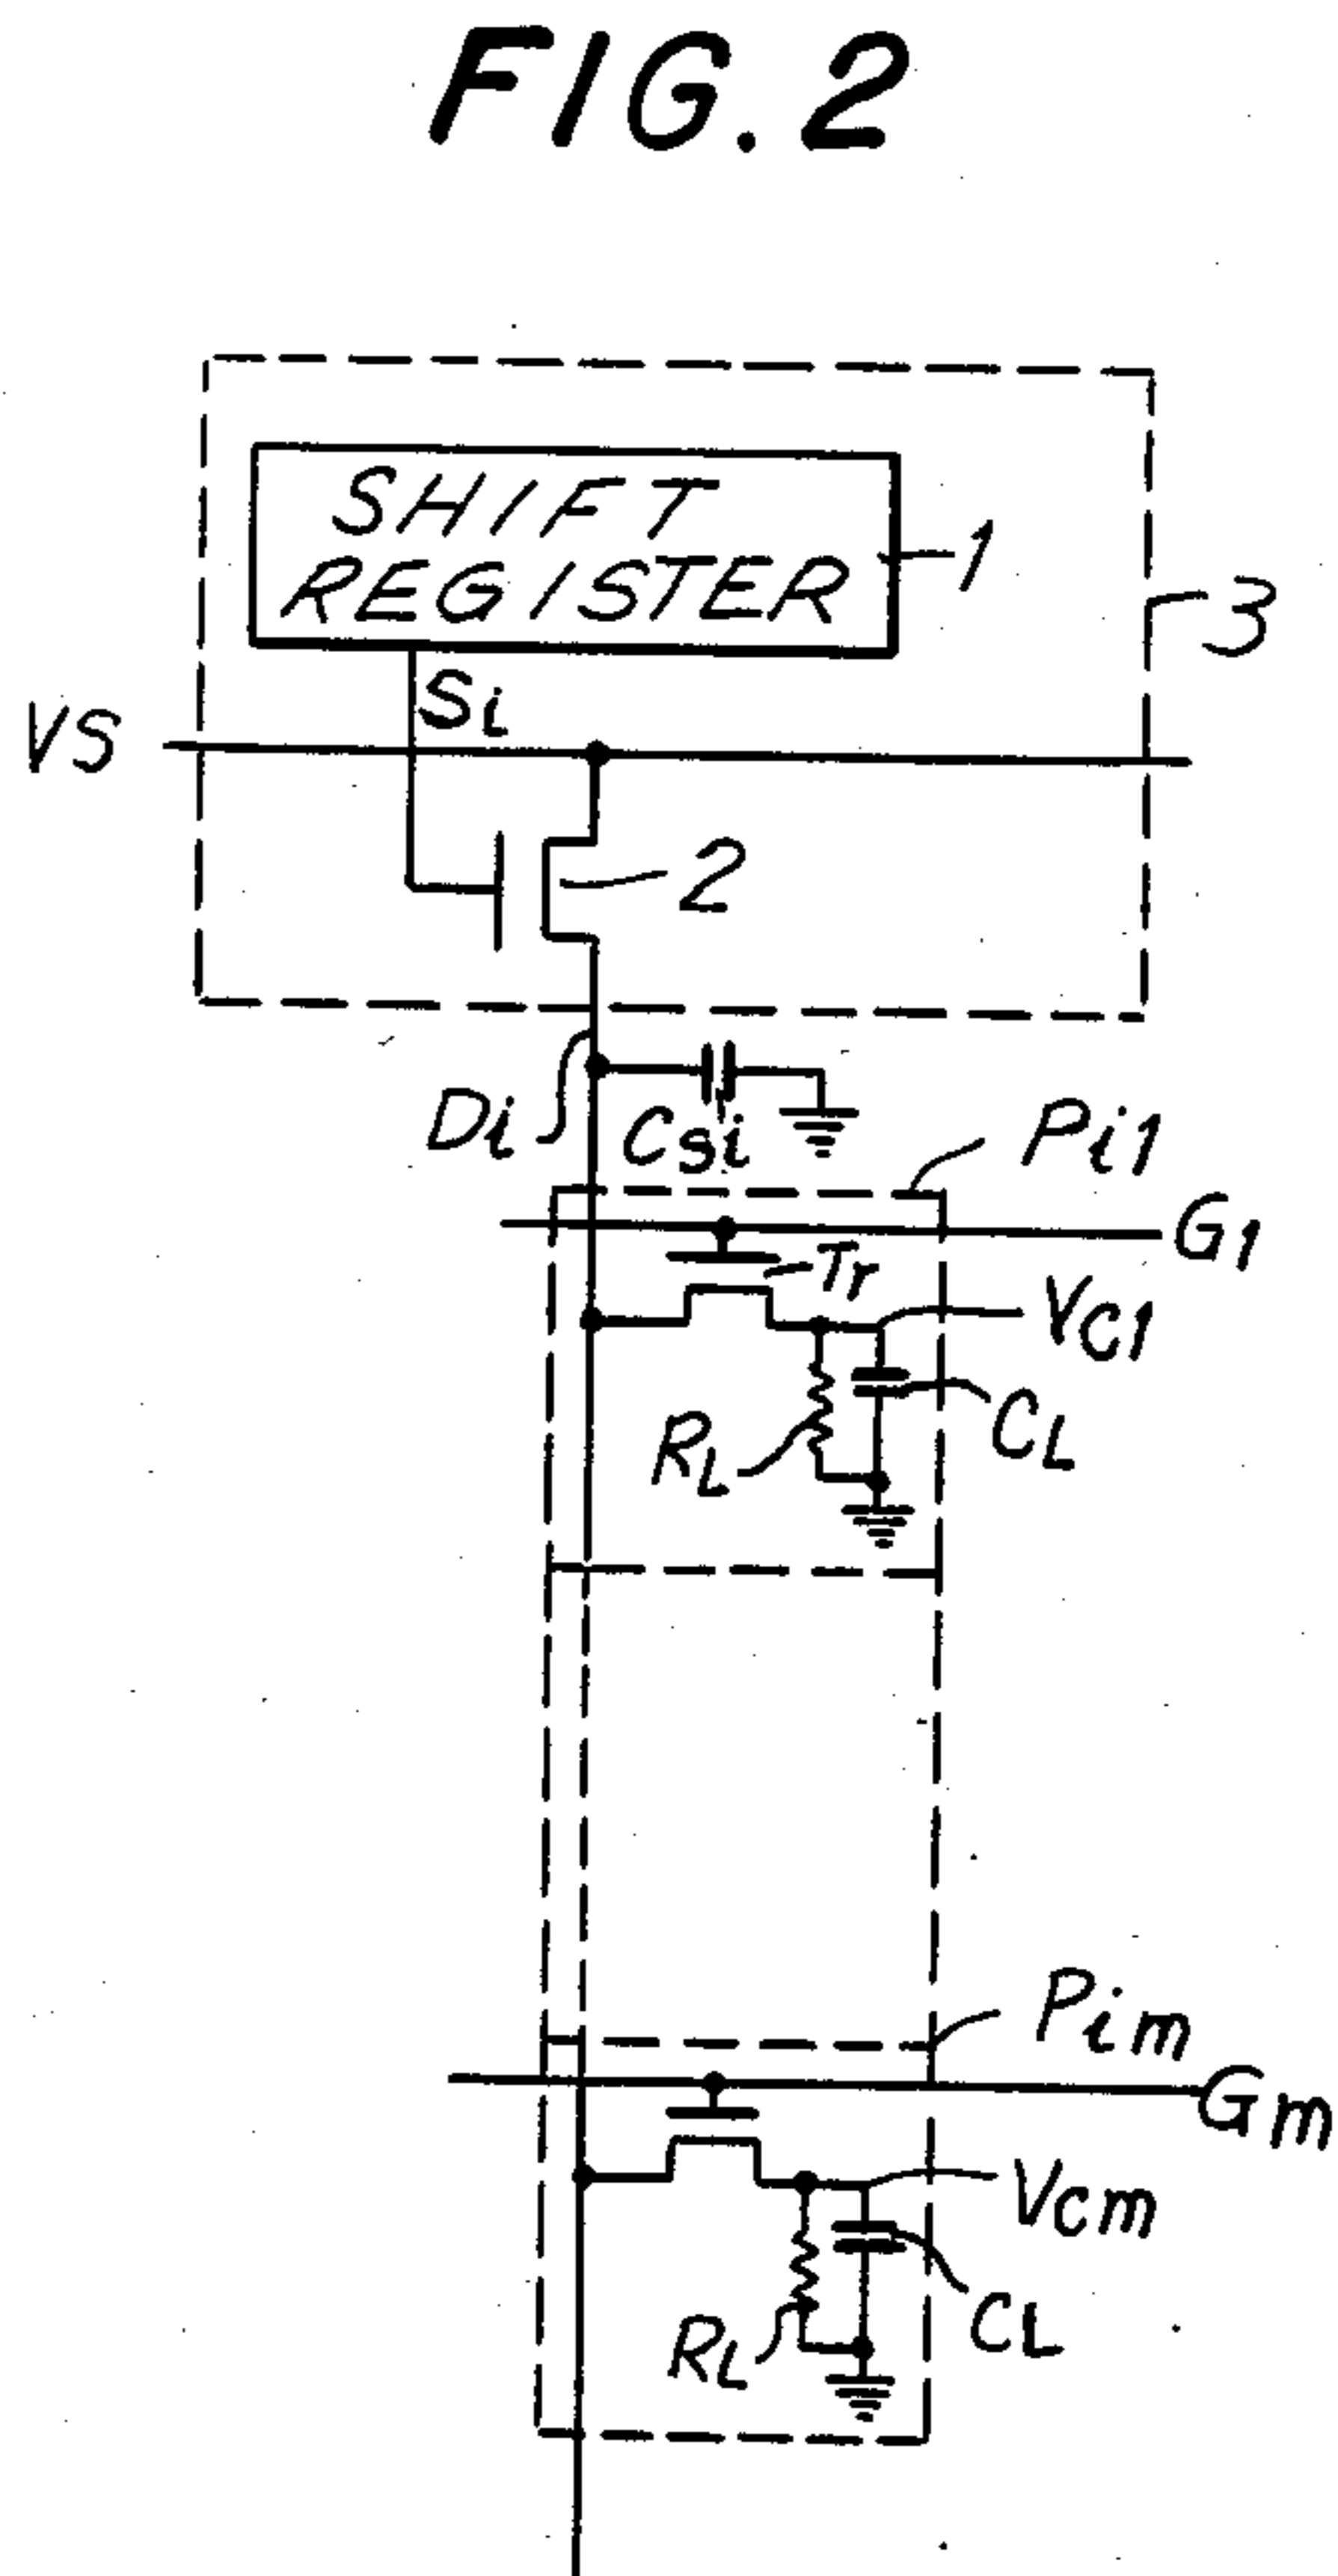 FIG. 2
SHIFT
REGISTER
1
3
Si
VS
2
Di
Csi
Pi1
G1
Tr
VC1
RL
CL
Pim
Gm
Vcm
RL
CL